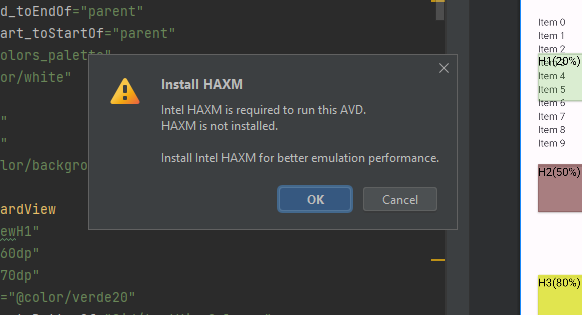 d_toEndOf="parent"
art_toStartOf="parent"
olors_palette"
or/white"
"
"
lor/backgro
ardView
ewH1"
60dp"
70dp"
="@color/verde20"
Install HAXM
Intel HAXM is required to run this AVD.
HAXM is not installed.
Install Intel HAXM for better emulation performance.
OK
Cancel
Item 0
Item 1
Item 2
H1(20%)
Item 4
Item 5
Item 6
Item 7
Item 8
Item 9
H2(50%)
H3(80%)